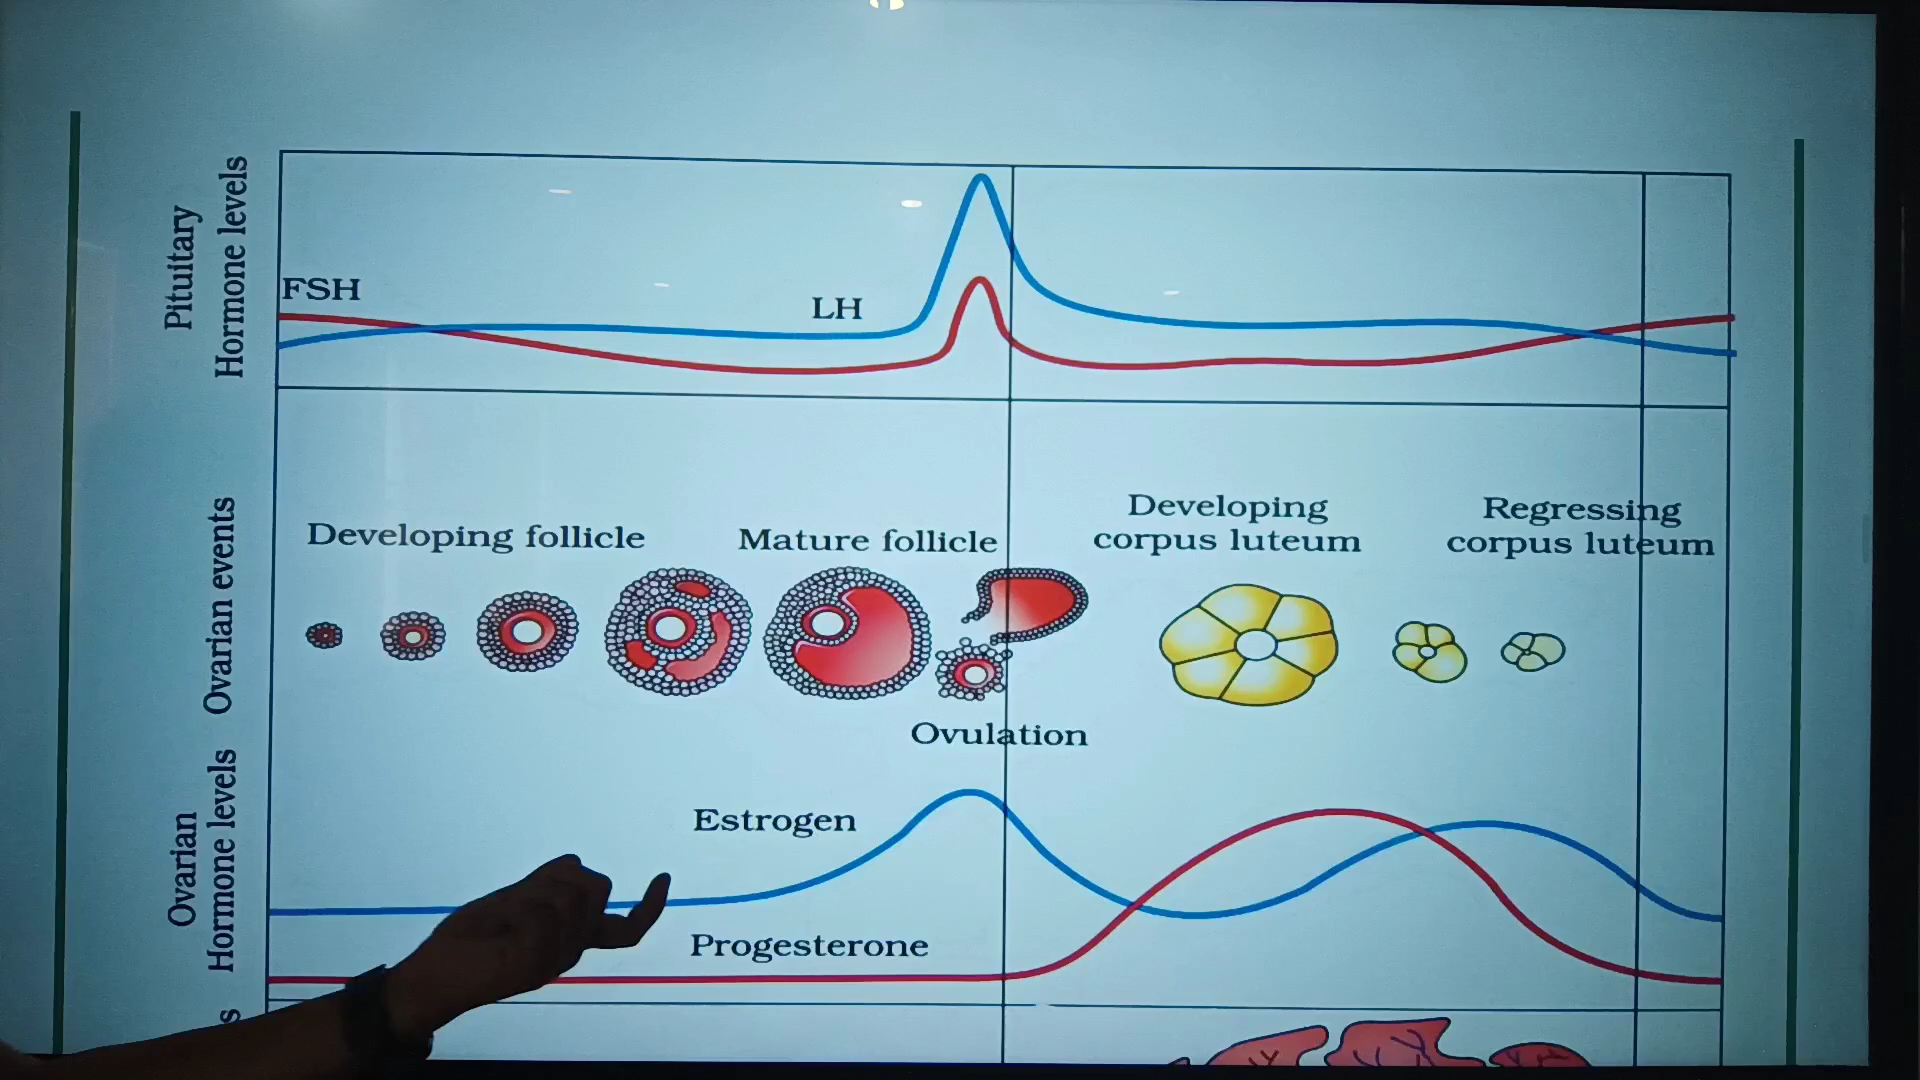 Pituitary
Hormone levels
FSH
LH
Ovarian events
Developing follicle
Mature follicle
Developing
corpus luteum
Regressing
corpus luteum
Ovulation
Ovarian
Hormone levels
Estrogen
Progesterone
s